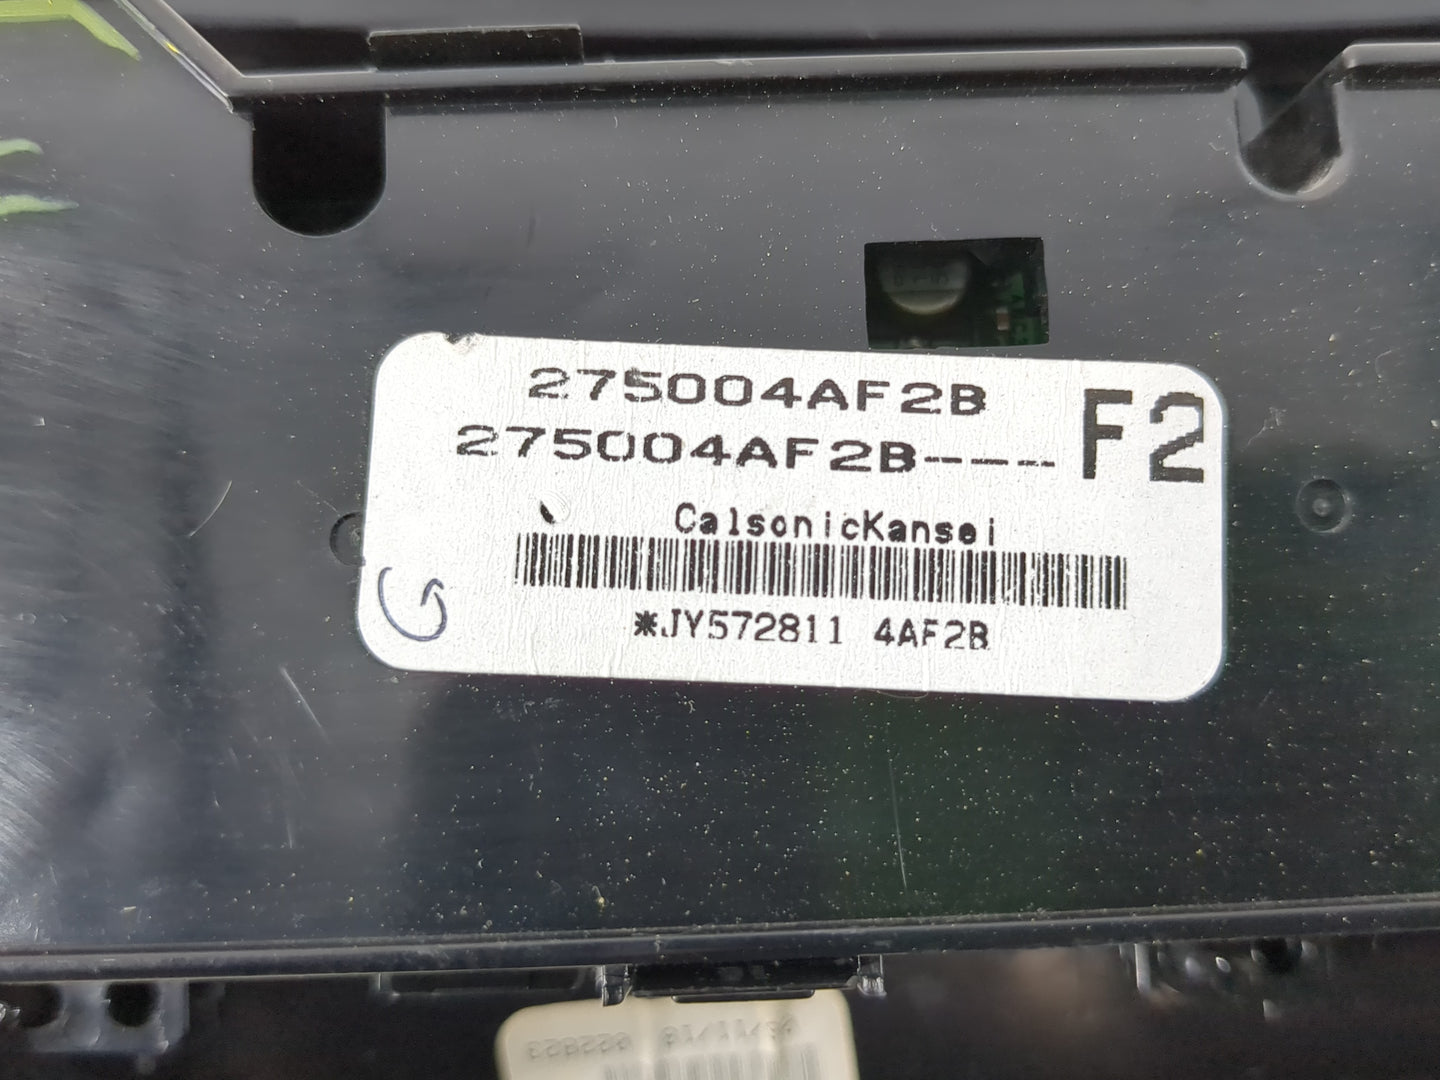 275004AF2B
275004AF2B---- F2
CalsonicKansei
*JY572811 4AF2B
G